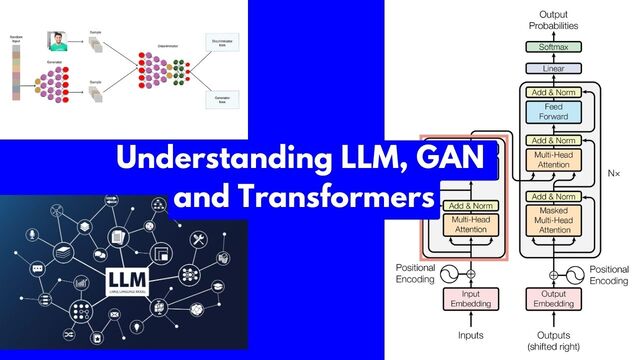 Random
Input
Sample
Generator
Sample
Discriminator
Discriminator
loss
Generator
loss
Understanding LLM, GAN
and Transformers
LLM
LARGE LANGUAGE MODEL
Output
Probabilities
Softmax
Linear
Add & Norm
Feed
Forward
Add & Norm
Multi-Head
Attention
N×
Add & Norm
Multi-Head
Attention
Add & Norm
Masked
Multi-Head
Attention
Positional
Encoding
Positional
Encoding
Input
Embedding
Output
Embedding
Inputs
Outputs
(shifted right)